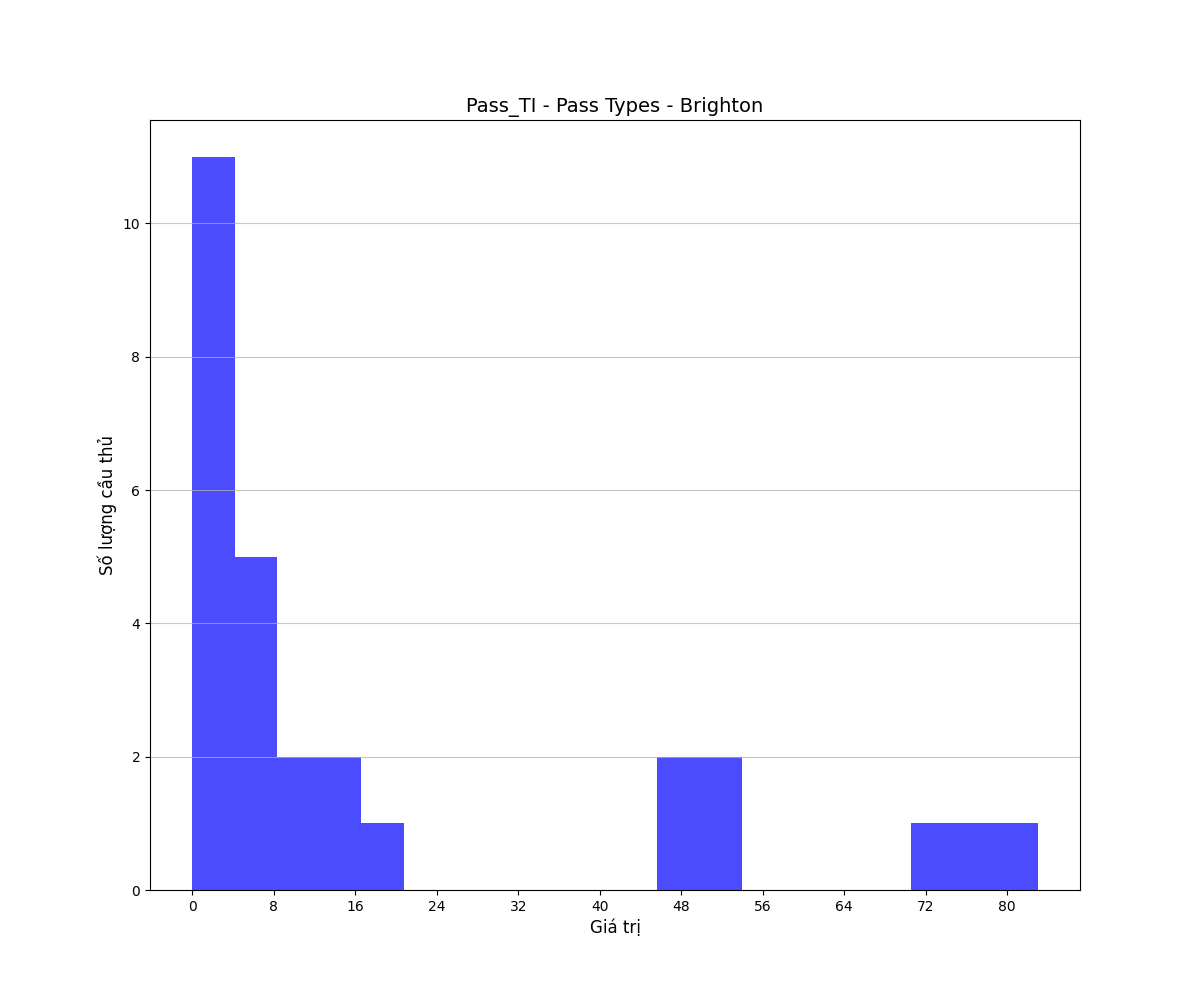 Pass_TI - Pass Types - Brighton
10
8
6
4
2
0
Số lượng cầu thủ
0 8 16 24 32 40 48 56 64 72 80
Giá trị